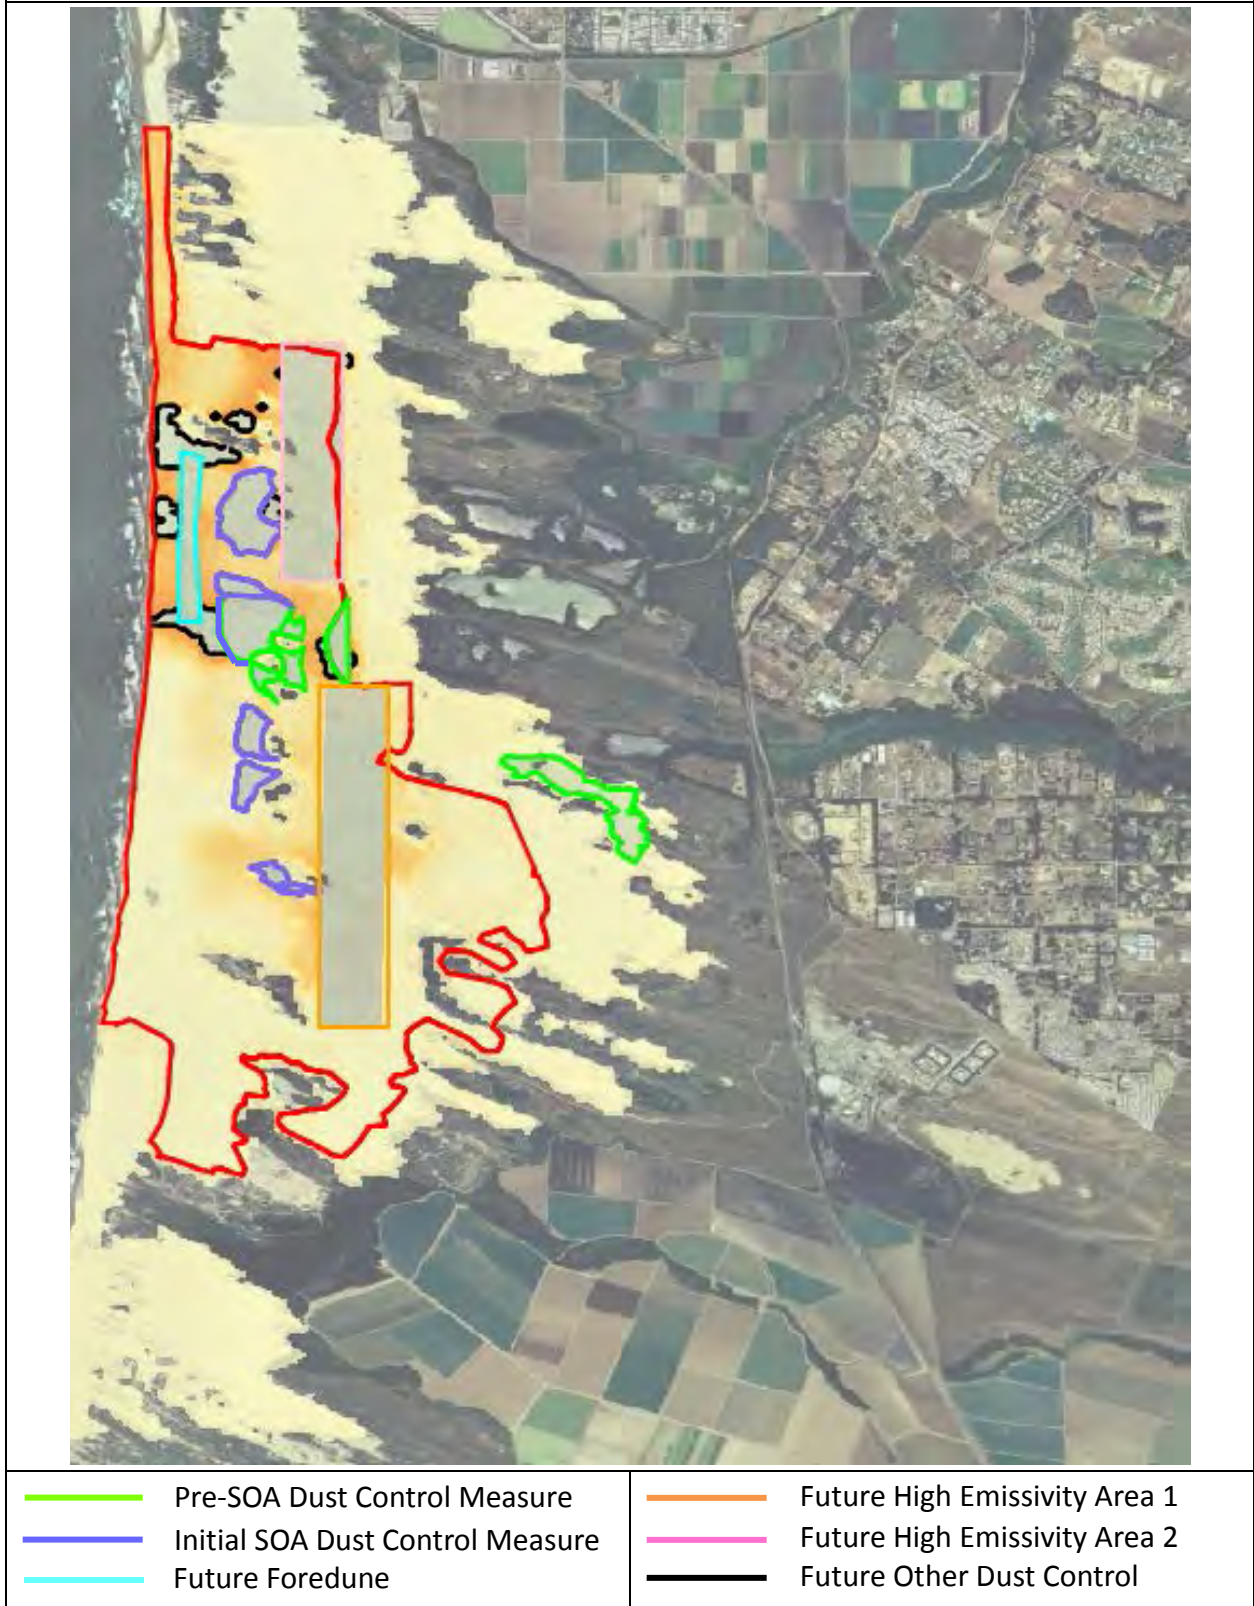 Pre-SOA Dust Control Measure
Initial SOA Dust Control Measure
Future Foredune
Future High Emissivity Area 1
Future High Emissivity Area 2
Future Other Dust Control